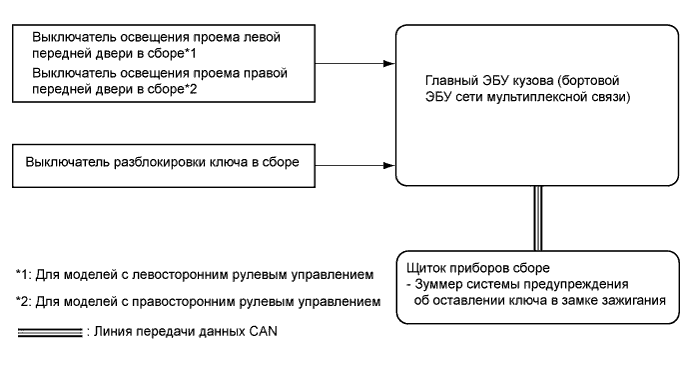 Выключатель освещения проема левой
передней двери в сборе*1
Выключатель освещения проема правой
передней двери в сборе*2
Главный ЭБУ кузова (бортовой
ЭБУ сети мультиплексной связи)
Выключатель разблокировки ключа в сборе
Щиток приборов сборе
- Зуммер системы предупреждения
об оставлении ключа в замке зажигания
*1: Для моделей с левосторонним рулевым управлением
*2: Для моделей с правосторонним рулевым управлением
: Линия передачи данных CAN